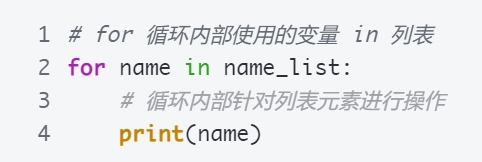 1 # for 循环内部使用的变量 in 列表
2 for name in name_list:
3     # 循环内部针对列表元素进行操作
4     print(name)